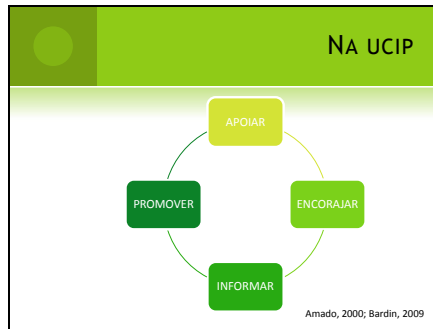 NA UCIP
APOIAR
PROMOVER
ENCORAJAR
INFORMAR
Amado, 2000; Bardin, 2009